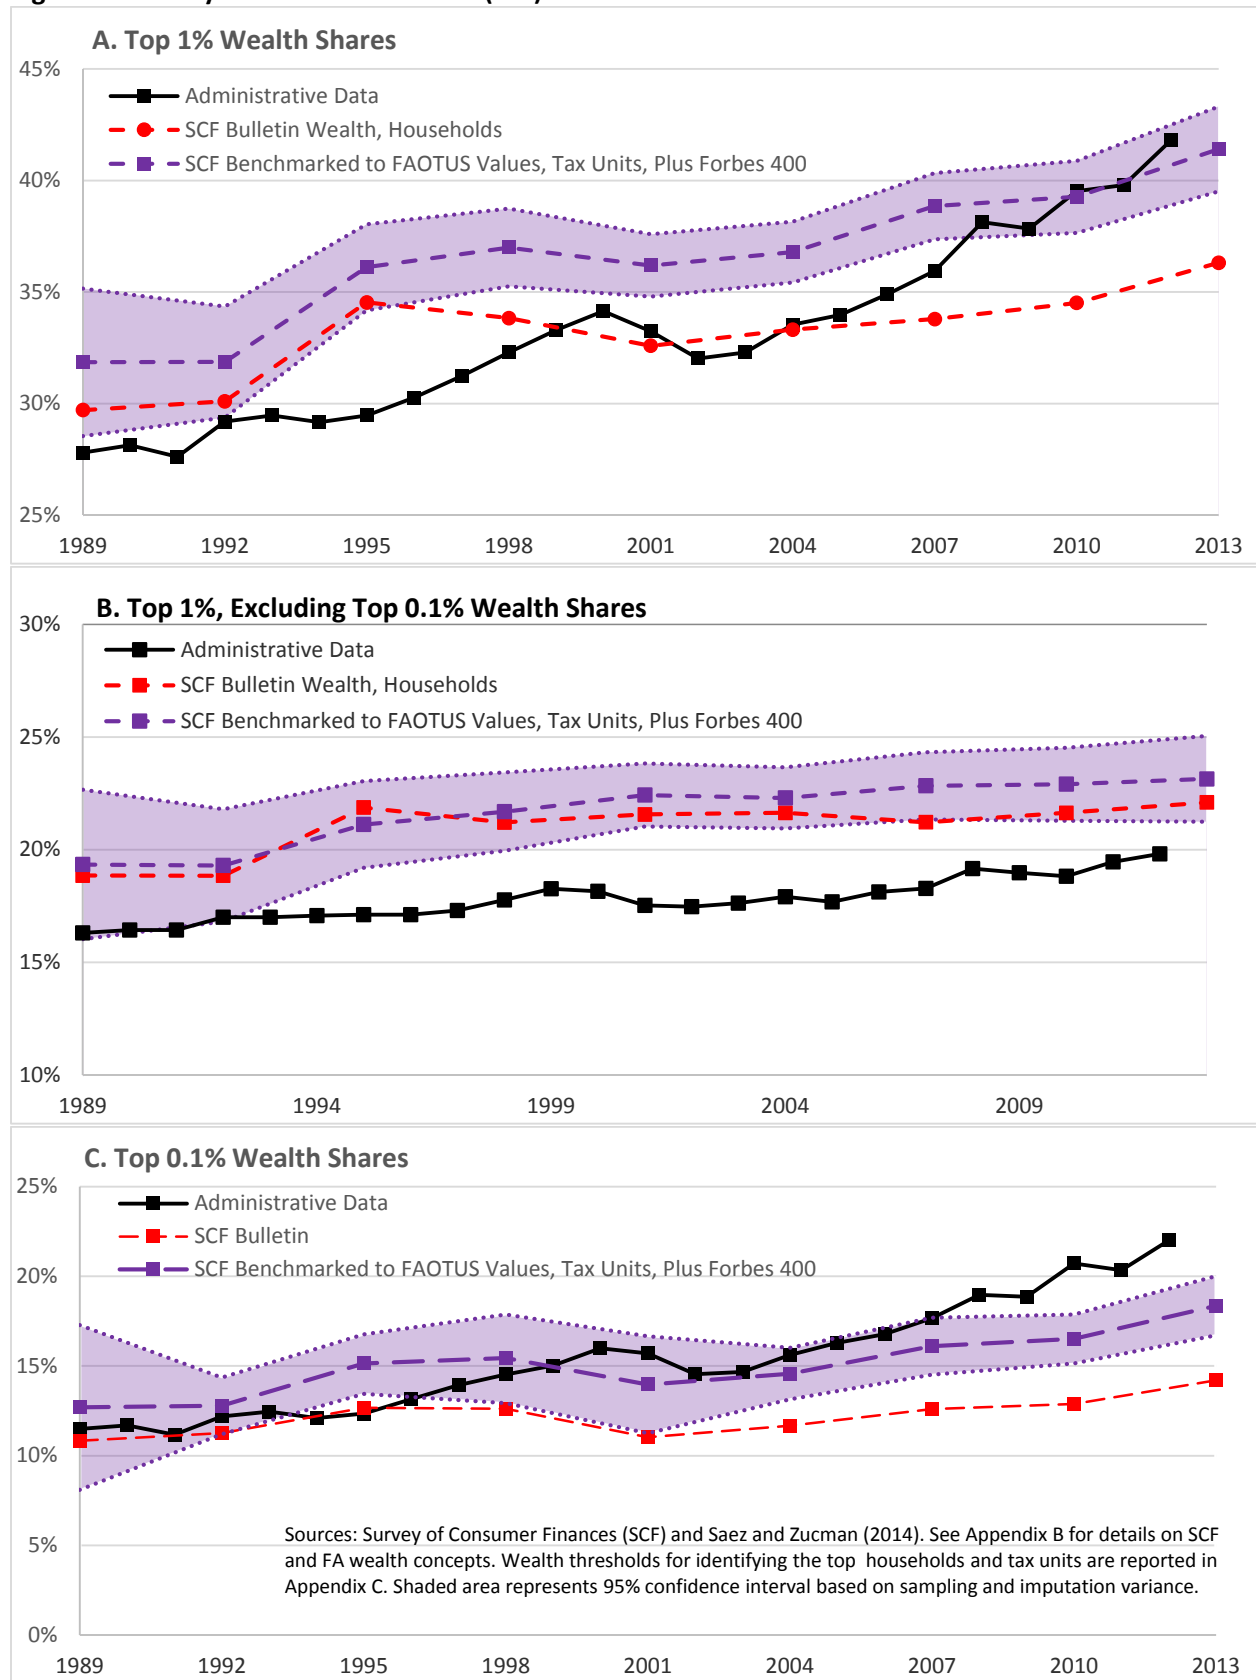 A. Top 1% Wealth Shares
45%
40%
35%
30%
25%
Administrative Data
SCF Bulletin Wealth, Households
SCF Benchmarked to FAOTUS Values, Tax Units, Plus Forbes 400
1989 1992 1995 1998 2001 2004 2007 2010 2013
B. Top 1%, Excluding Top 0.1% Wealth Shares
30%
25%
20%
15%
10%
Administrative Data
SCF Bulletin Wealth, Households
SCF Benchmarked to FAOTUS Values, Tax Units, Plus Forbes 400
1989 1994 1999 2004 2009
C. Top 0.1% Wealth Shares
25%
20%
15%
10%
5%
0%
Administrative Data
SCF Bulletin
SCF Benchmarked to FAOTUS Values, Tax Units, Plus Forbes 400
Sources: Survey of Consumer Finances (SCF) and Saez and Zucman (2014). See Appendix B for details on SCF
and FA wealth concepts. Wealth thresholds for identifying the top households and tax units are reported in
Appendix C. Shaded area represents 95% confidence interval based on sampling and imputation variance.
1989 1992 1995 1998 2001 2004 2007 2010 2013